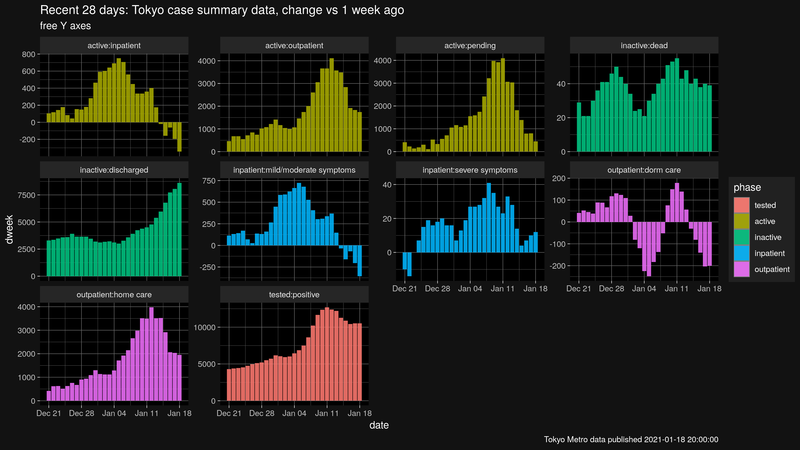 Recent 28 days: Tokyo case summary data, change vs 1 week ago
free Y axes
active:inpatient
active:outpatient
active:pending
inactive:dead
800
600
400
200
0
-200
4000
3000
2000
1000
0
4000
3000
2000
1000
0
40
20
0
inactive:discharged
inpatient:mild/moderate symptoms
inpatient:severe symptoms
outpatient:dorm care
7500
5000
2500
0
750
500
250
0
-250
40
20
0
200
100
0
-100
-200
Dec 21 Dec 28 Jan 04 Jan 11 Jan 18
Dec 21 Dec 28 Jan 04 Jan 11 Jan 18
outpatient:home care
tested:positive
4000
3000
2000
1000
0
10000
5000
0
Dec 21 Dec 28 Jan 04 Jan 11 Jan 18
Dec 21 Dec 28 Jan 04 Jan 11 Jan 18
dweek
date
phase
tested
active
inactive
inpatient
outpatient
Tokyo Metro data published 2021-01-18 20:00:00